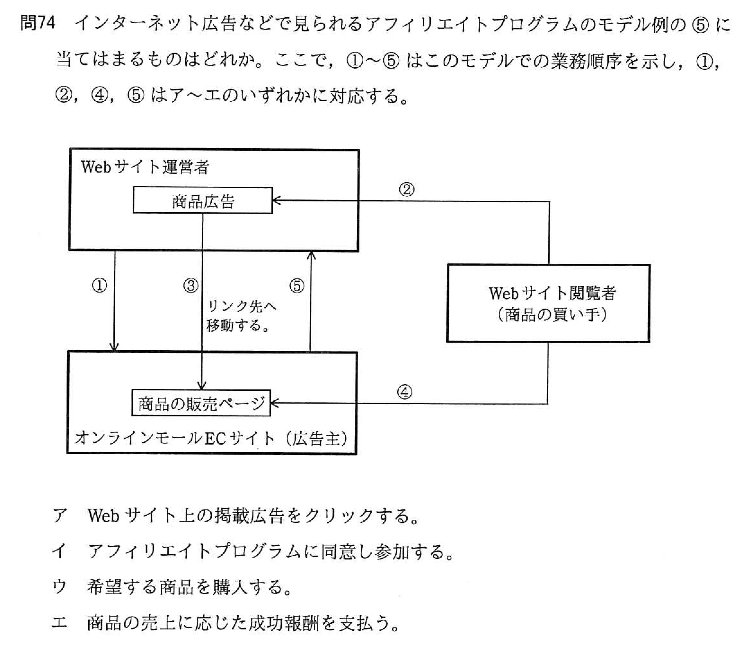 問74 インターネット広告などで見られるアフィリエイトプログラムのモデル例の⑤に
当てはまるものはどれか。ここで，①～⑤はこのモデルでの業務順序を示し，①，
②，④，⑤はア～エのいずれかに対応する。
Webサイト運営者
商品広告
②
①
③
⑤
リンク先へ
移動する。
Webサイト閲覧者
（商品の買い手）
④
商品の販売ページ
オンラインモールECサイト（広告主）
ア Webサイト上の掲載広告をクリックする。
イ アフィリエイトプログラムに同意し参加する。
ウ 希望する商品を購入する。
エ 商品の売上に応じた成功報酬を支払う。